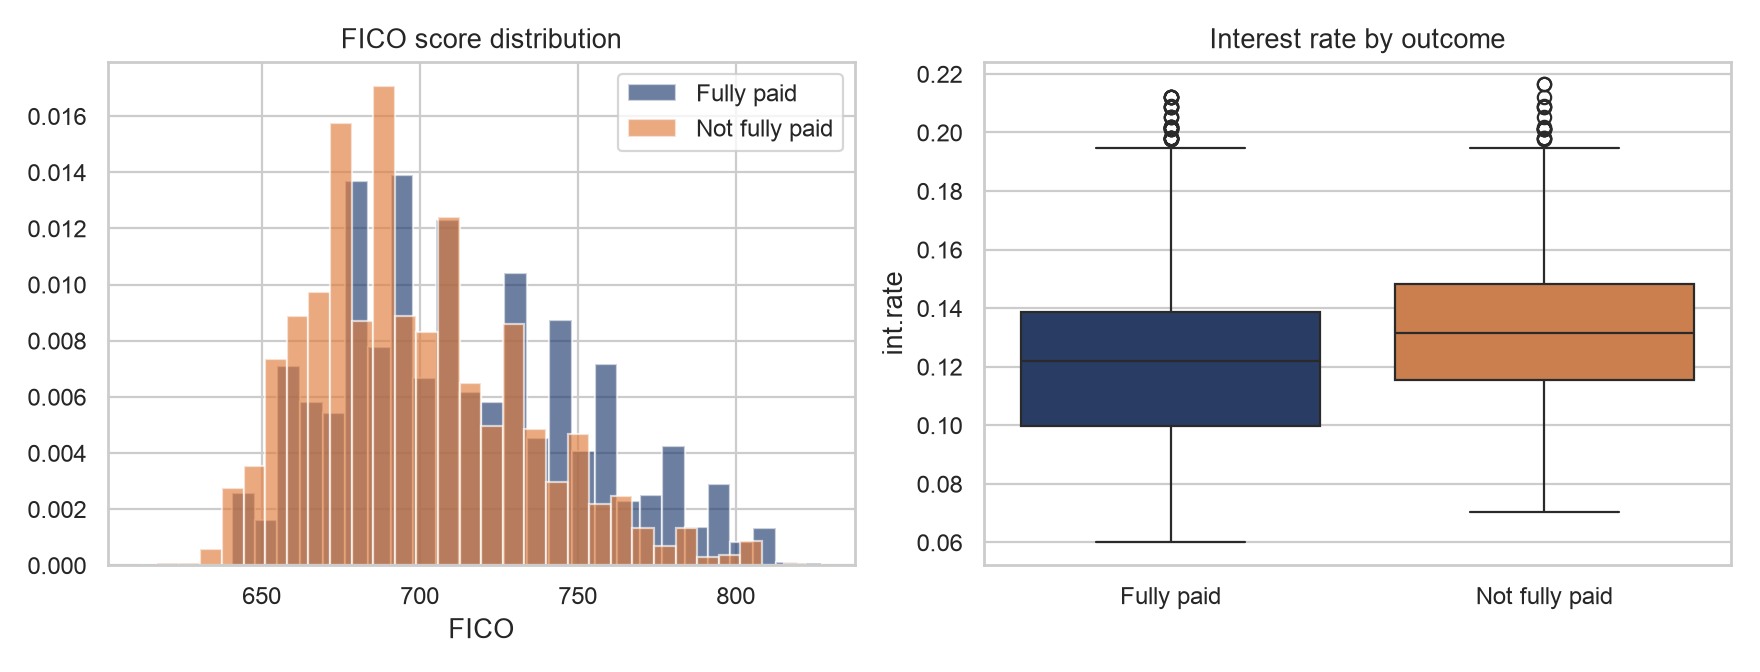 FICO score distribution
Fully paid
Not fully paid
0.016
0.014
0.012
0.010
0.008
0.006
0.004
0.002
0.000
650 700 750 800
FICO
Interest rate by outcome
int.rate
0.22
0.20
0.18
0.16
0.14
0.12
0.10
0.08
0.06
Fully paid Not fully paid